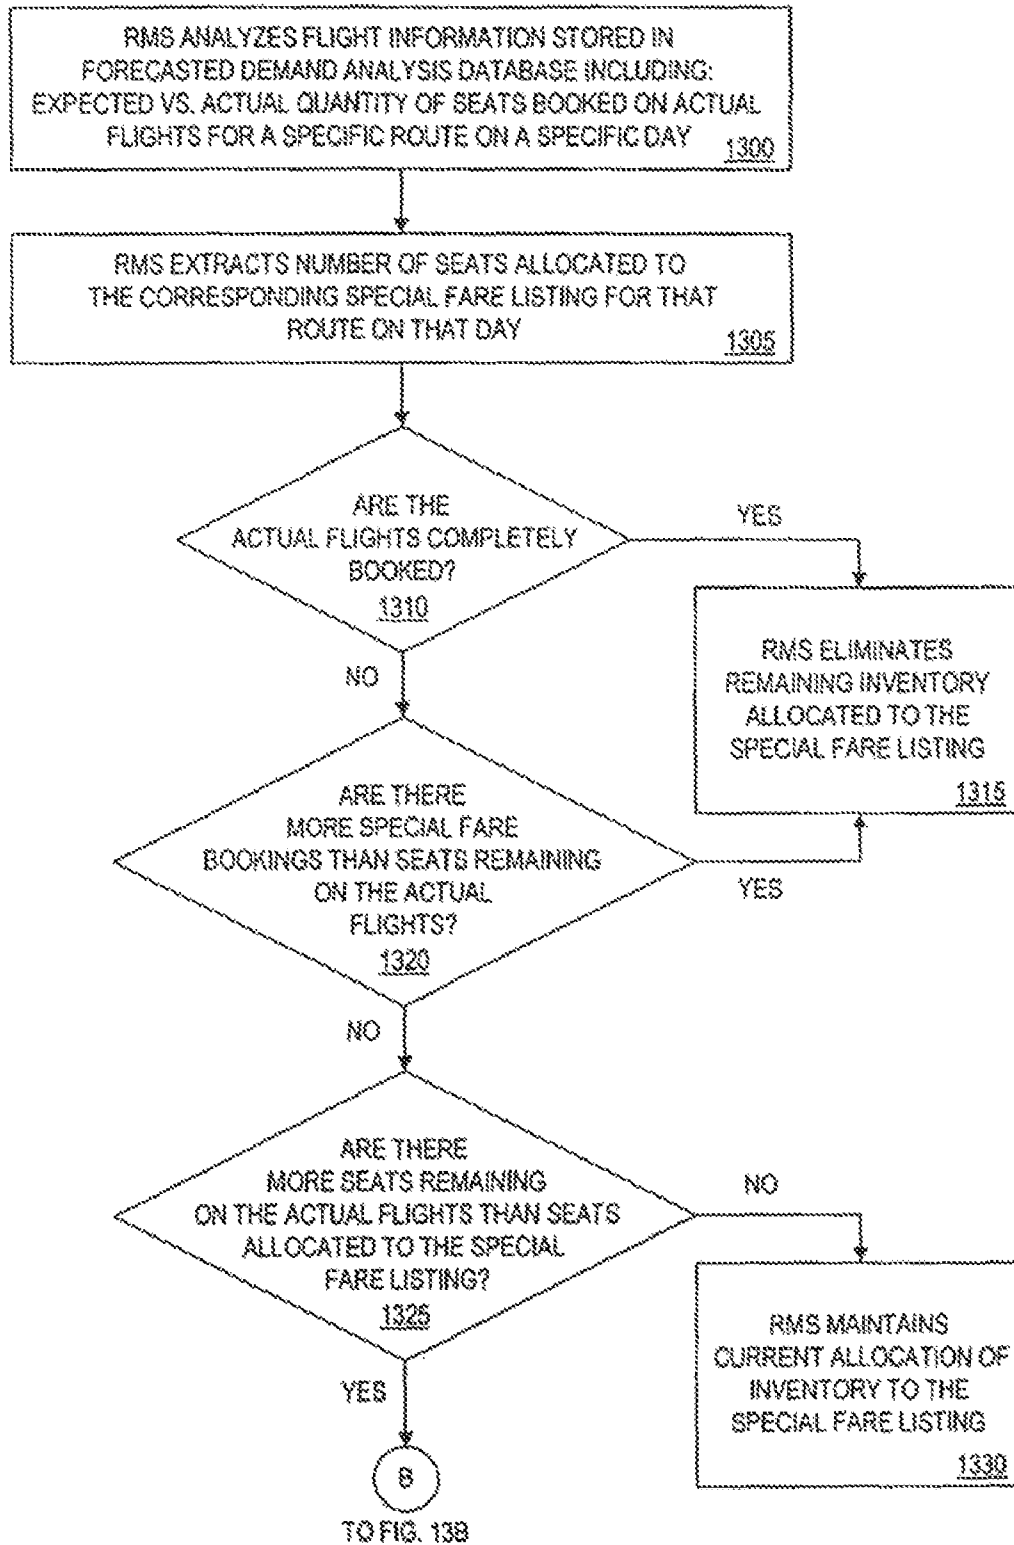 RMS ANALYZES FLIGHT INFORMATION STORED IN
FORECASTED DEMAND ANALYSIS DATABASE INCLUDING:
EXPECTED VS. ACTUAL QUANTITY OF SEATS BOOKED ON ACTUAL
FLIGHTS FOR A SPECIFIC ROUTE ON A SPECIFIC DAY
1300
RMS EXTRACTS NUMBER OF SEATS ALLOCATED TO
THE CORRESPONDING SPECIAL FARE LISTING FOR THAT
ROUTE ON THAT DAY
1305
ARE THE
ACTUAL FLIGHTS COMPLETELY
BOOKED?
1310
YES
NO
RMS ELIMINATES
REMAINING INVENTORY
ALLOCATED TO THE
SPECIAL FARE LISTING
1315
ARE THERE
MORE SPECIAL FARE
BOOKINGS THAN SEATS REMAINING
ON THE ACTUAL
FLIGHTS?
1320
YES
NO
ARE THERE
MORE SEATS REMAINING
ON THE ACTUAL FLIGHTS THAN SEATS
ALLOCATED TO THE SPECIAL
FARE LISTING?
1325
NO
YES
RMS MAINTAINS
CURRENT ALLOCATION OF
INVENTORY TO THE
SPECIAL FARE LISTING
1330
B
TO FIG. 13B